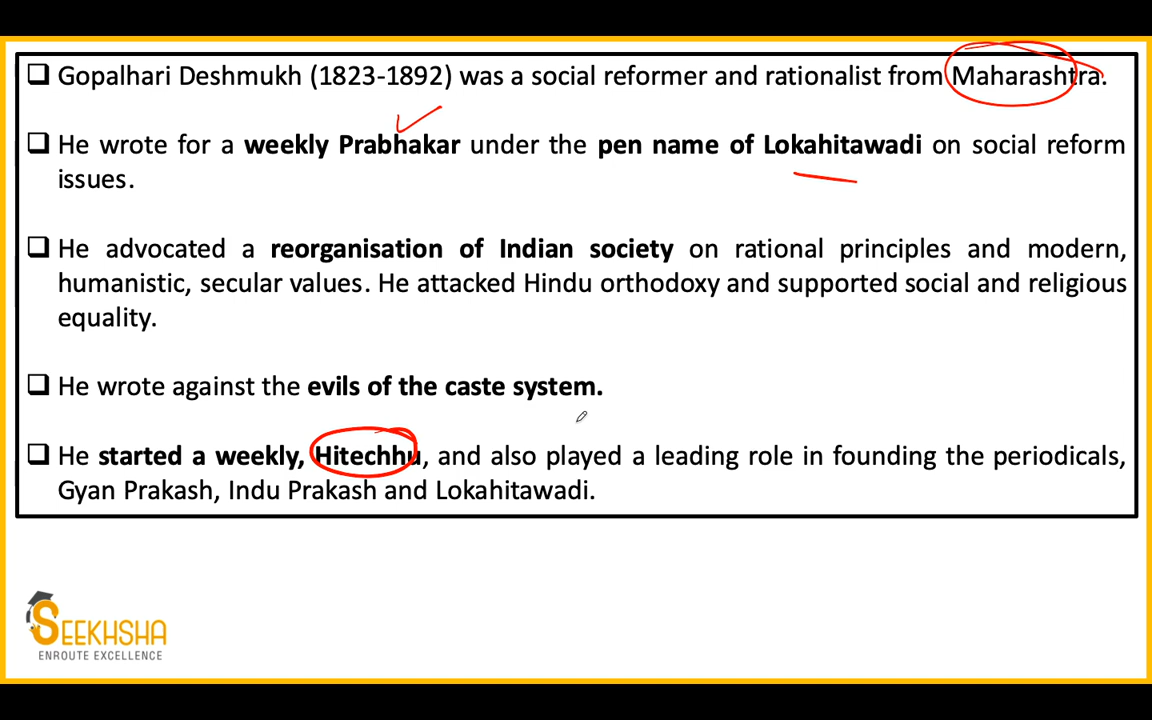 ❑ Gopalhari Deshmukh (1823-1892) was a social reformer and rationalist from Maharashtra.
❑ He wrote for a weekly Prabhakar under the pen name of Lokahitawadi on social reform
issues.
❑ He advocated a reorganisation of Indian society on rational principles and modern,
humanistic, secular values. He attacked Hindu orthodoxy and supported social and religious
equality.
❑ He wrote against the evils of the caste system.
❑ He started a weekly, Hitechhu, and also played a leading role in founding the periodicals,
Gyan Prakash, Indu Prakash and Lokahitawadi.
SEEKHSHA
ENROUTE EXCELLENCE